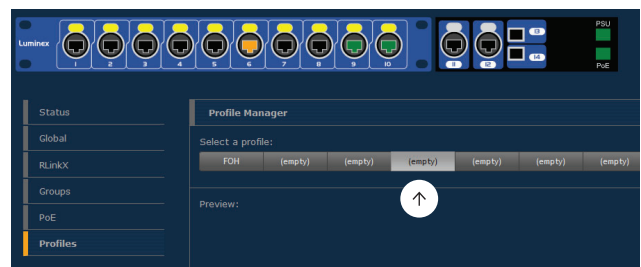 PSU
Luminex
13
14
1 2 3 4 5 6 7 8 9 10 11 12
PoE
Status
Global
RLinkX
Groups
PoE
Profiles
Profile Manager
Select a profile:
FOH (empty) (empty) (empty) (empty) (empty) (empty)
Preview: